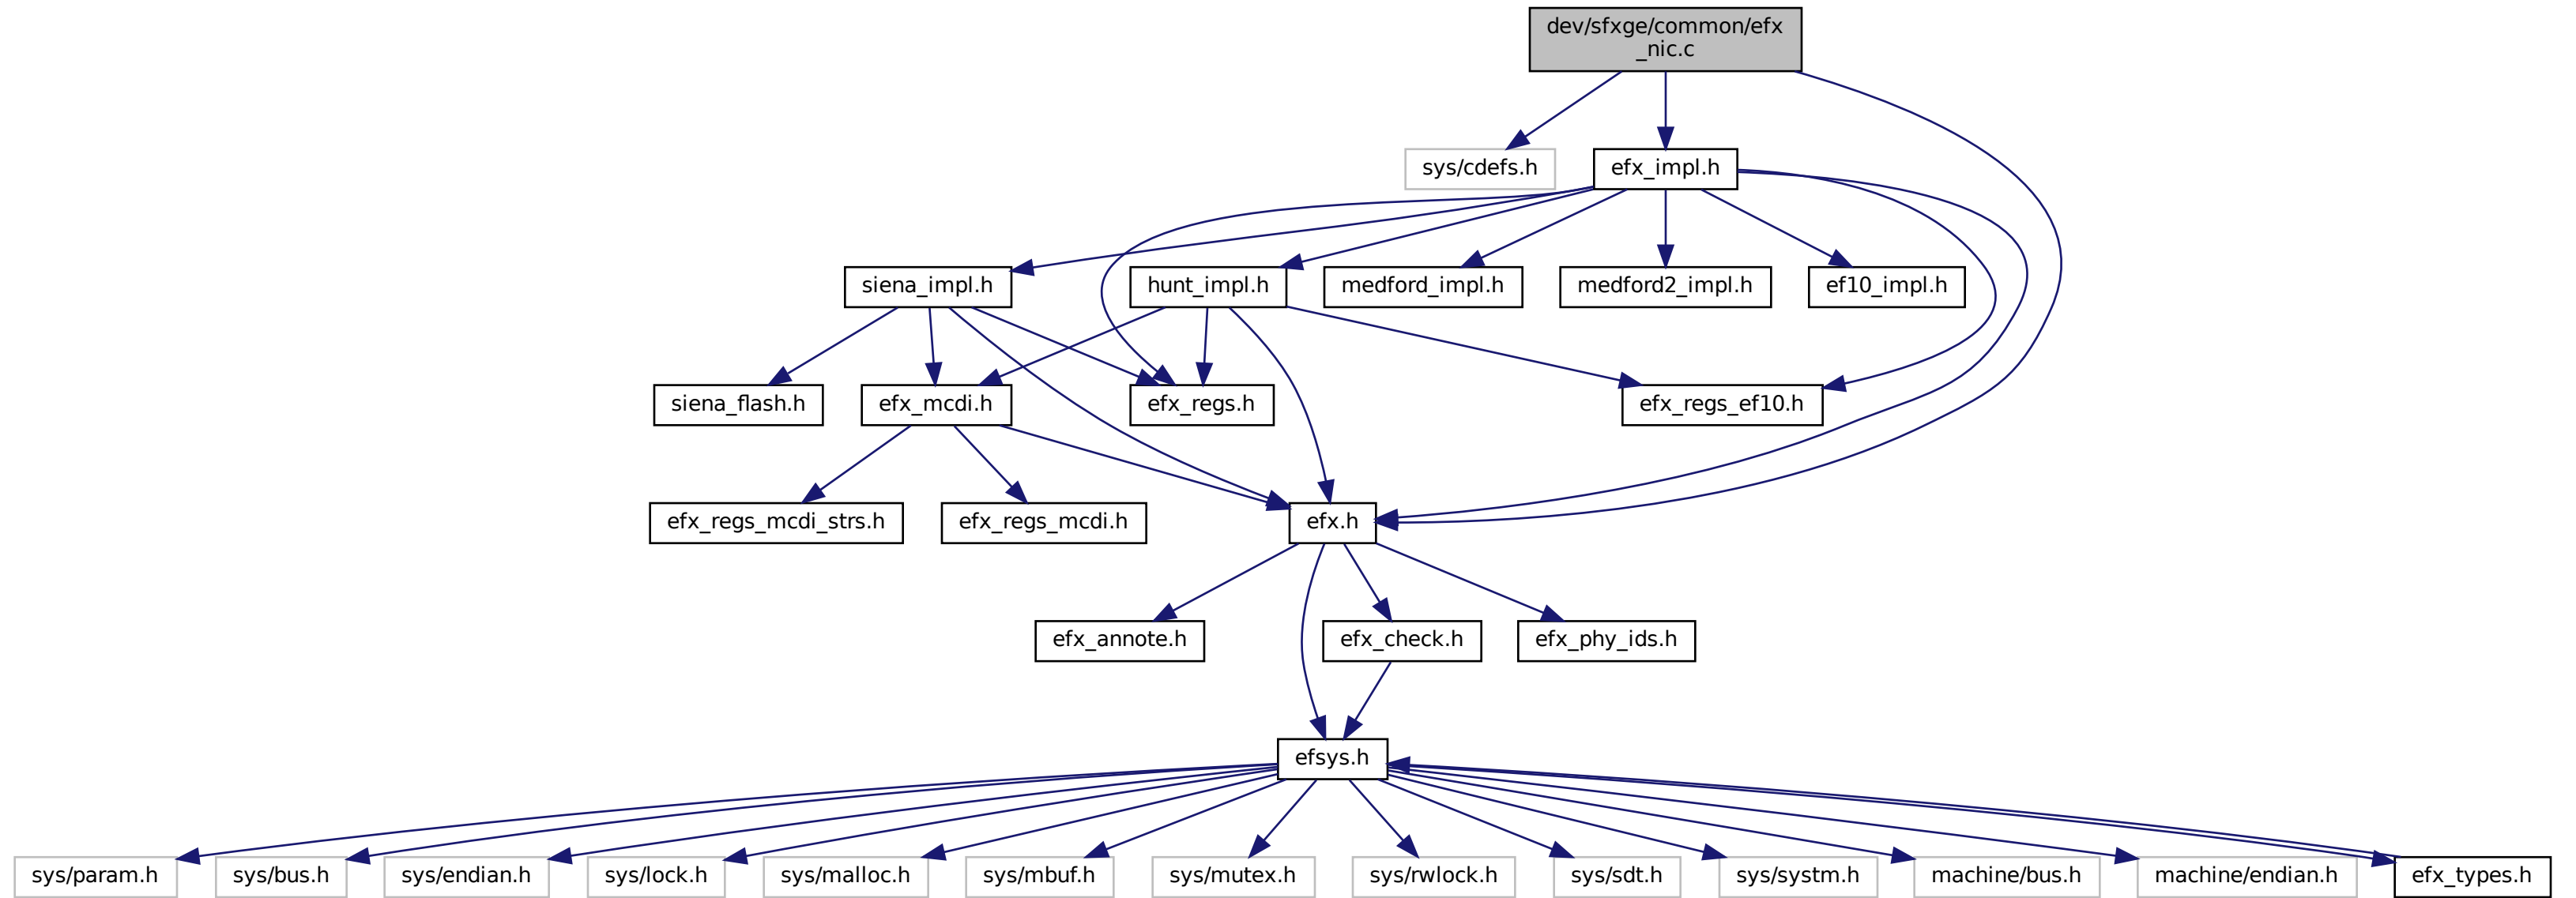 dev/sfxge/common/efx
_nic.c
sys/cdefs.h
efx_impl.h
siena_impl.h
hunt_impl.h
medford_impl.h
medford2_impl.h
ef10_impl.h
siena_flash.h
efx_mcdi.h
efx_regs.h
efx_regs_ef10.h
efx_regs_mcdi_strs.h
efx_regs_mcdi.h
efx.h
efx_annote.h
efx_check.h
efx_phy_ids.h
efsys.h
sys/param.h
sys/bus.h
sys/endian.h
sys/lock.h
sys/malloc.h
sys/mbuf.h
sys/mutex.h
sys/rwlock.h
sys/sdt.h
sys/systm.h
machine/bus.h
machine/endian.h
efx_types.h